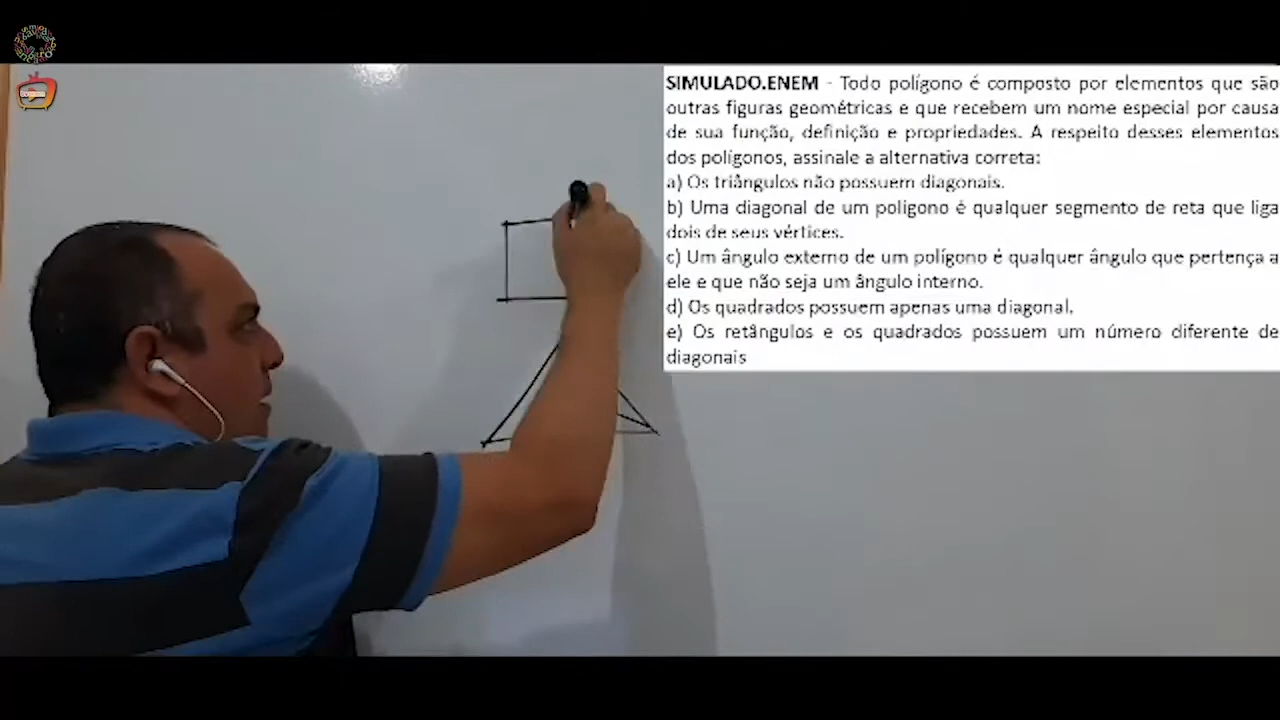 SIMULADO.ENEM - Todo polígono é composto por elementos que são
outras figuras geométricas e que recebem um nome especial por causa
de sua função, definição e propriedades. A respeito desses elementos
dos polígonos, assinale a alternativa correta:
a) Os triângulos não possuem diagonais.
b) Uma diagonal de um polígono é qualquer segmento de reta que liga
dois de seus vértices.
c) Um ângulo externo de um polígono é qualquer ângulo que pertença a
ele e que não seja um ângulo interno.
d) Os quadrados possuem apenas uma diagonal.
e) Os retângulos e os quadrados possuem um número diferente de
diagonais